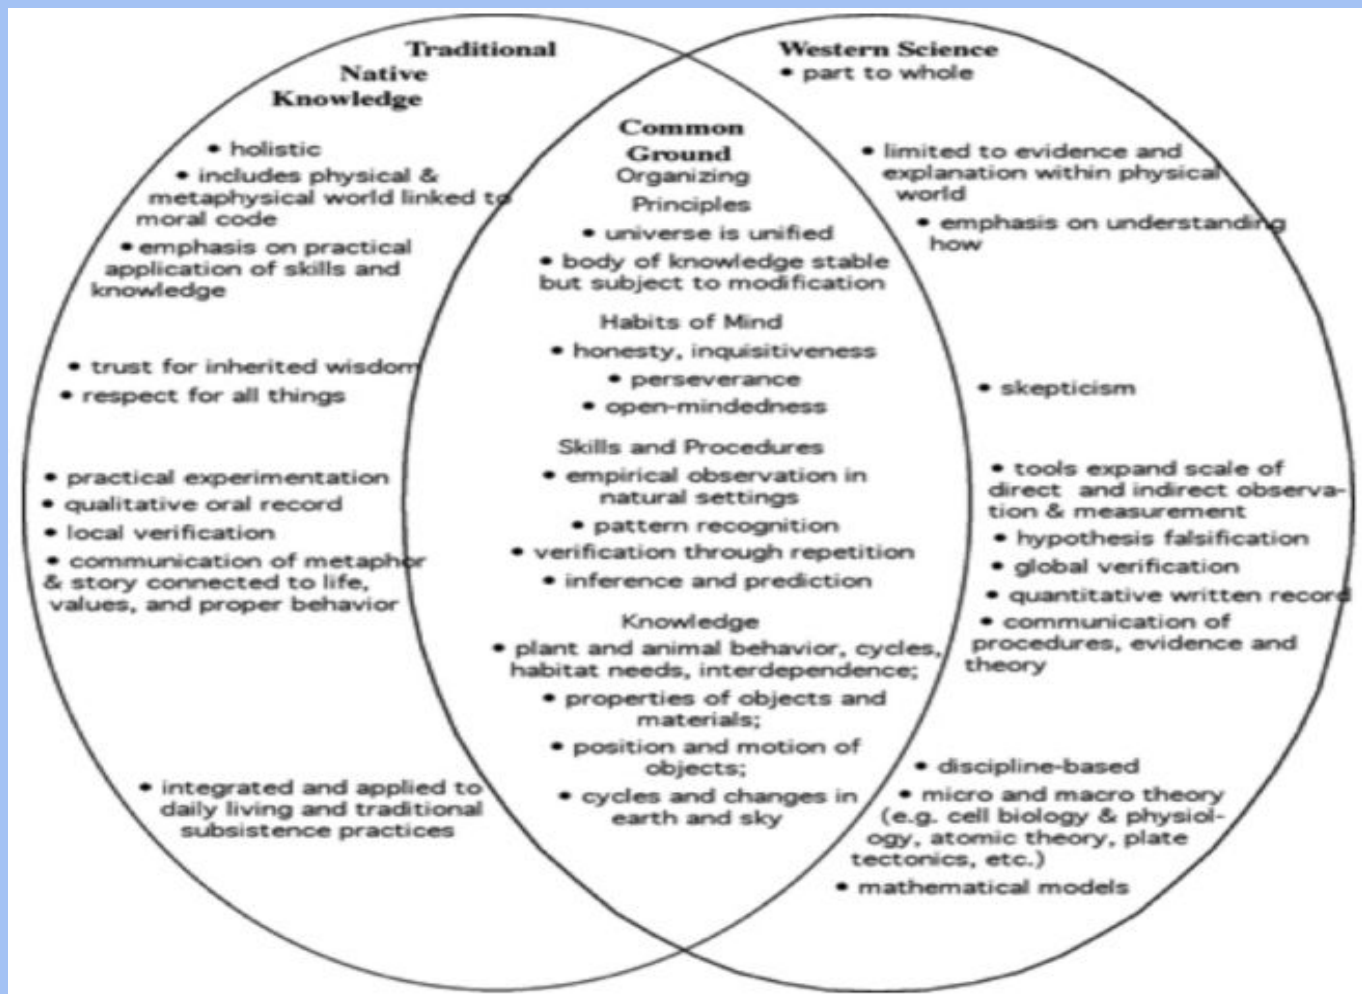 Traditional
Native
Knowledge
• holistic
• includes physical &
metaphysical world linked to
moral code
• emphasis on practical
application of skills and
knowledge
• trust for inherited wisdom
• respect for all things
• practical experimentation
• qualitative oral record
• local verification
• communication of metaphor
& story connected to life,
values, and proper behavior
• integrated and applied to
daily living and traditional
subsistence practices
Common
Ground
Organizing
Principles
• universe is unified
• body of knowledge stable
but subject to modification
Habits of Mind
• honesty, inquisitiveness
• perseverance
• open-mindedness
Skills and Procedures
• empirical observation in
natural settings
• pattern recognition
• verification through repetition
• inference and prediction
Knowledge
• plant and animal behavior, cycles,
habitat needs, interdependence;
• properties of objects and
materials;
• position and motion of
objects;
• cycles and changes in
earth and sky
Western Science
• part to whole
• limited to evidence and
explanation within physical
world
• emphasis on understanding
how
• skepticism
• tools expand scale of
direct and indirect observa-
tion & measurement
• hypothesis falsification
• global verification
• quantitative written record
• communication of
procedures, evidence and
theory
• discipline-based
• micro and macro theory
(e.g. cell biology & physiol-
ogy, atomic theory, plate
tectonics, etc.)
• mathematical models